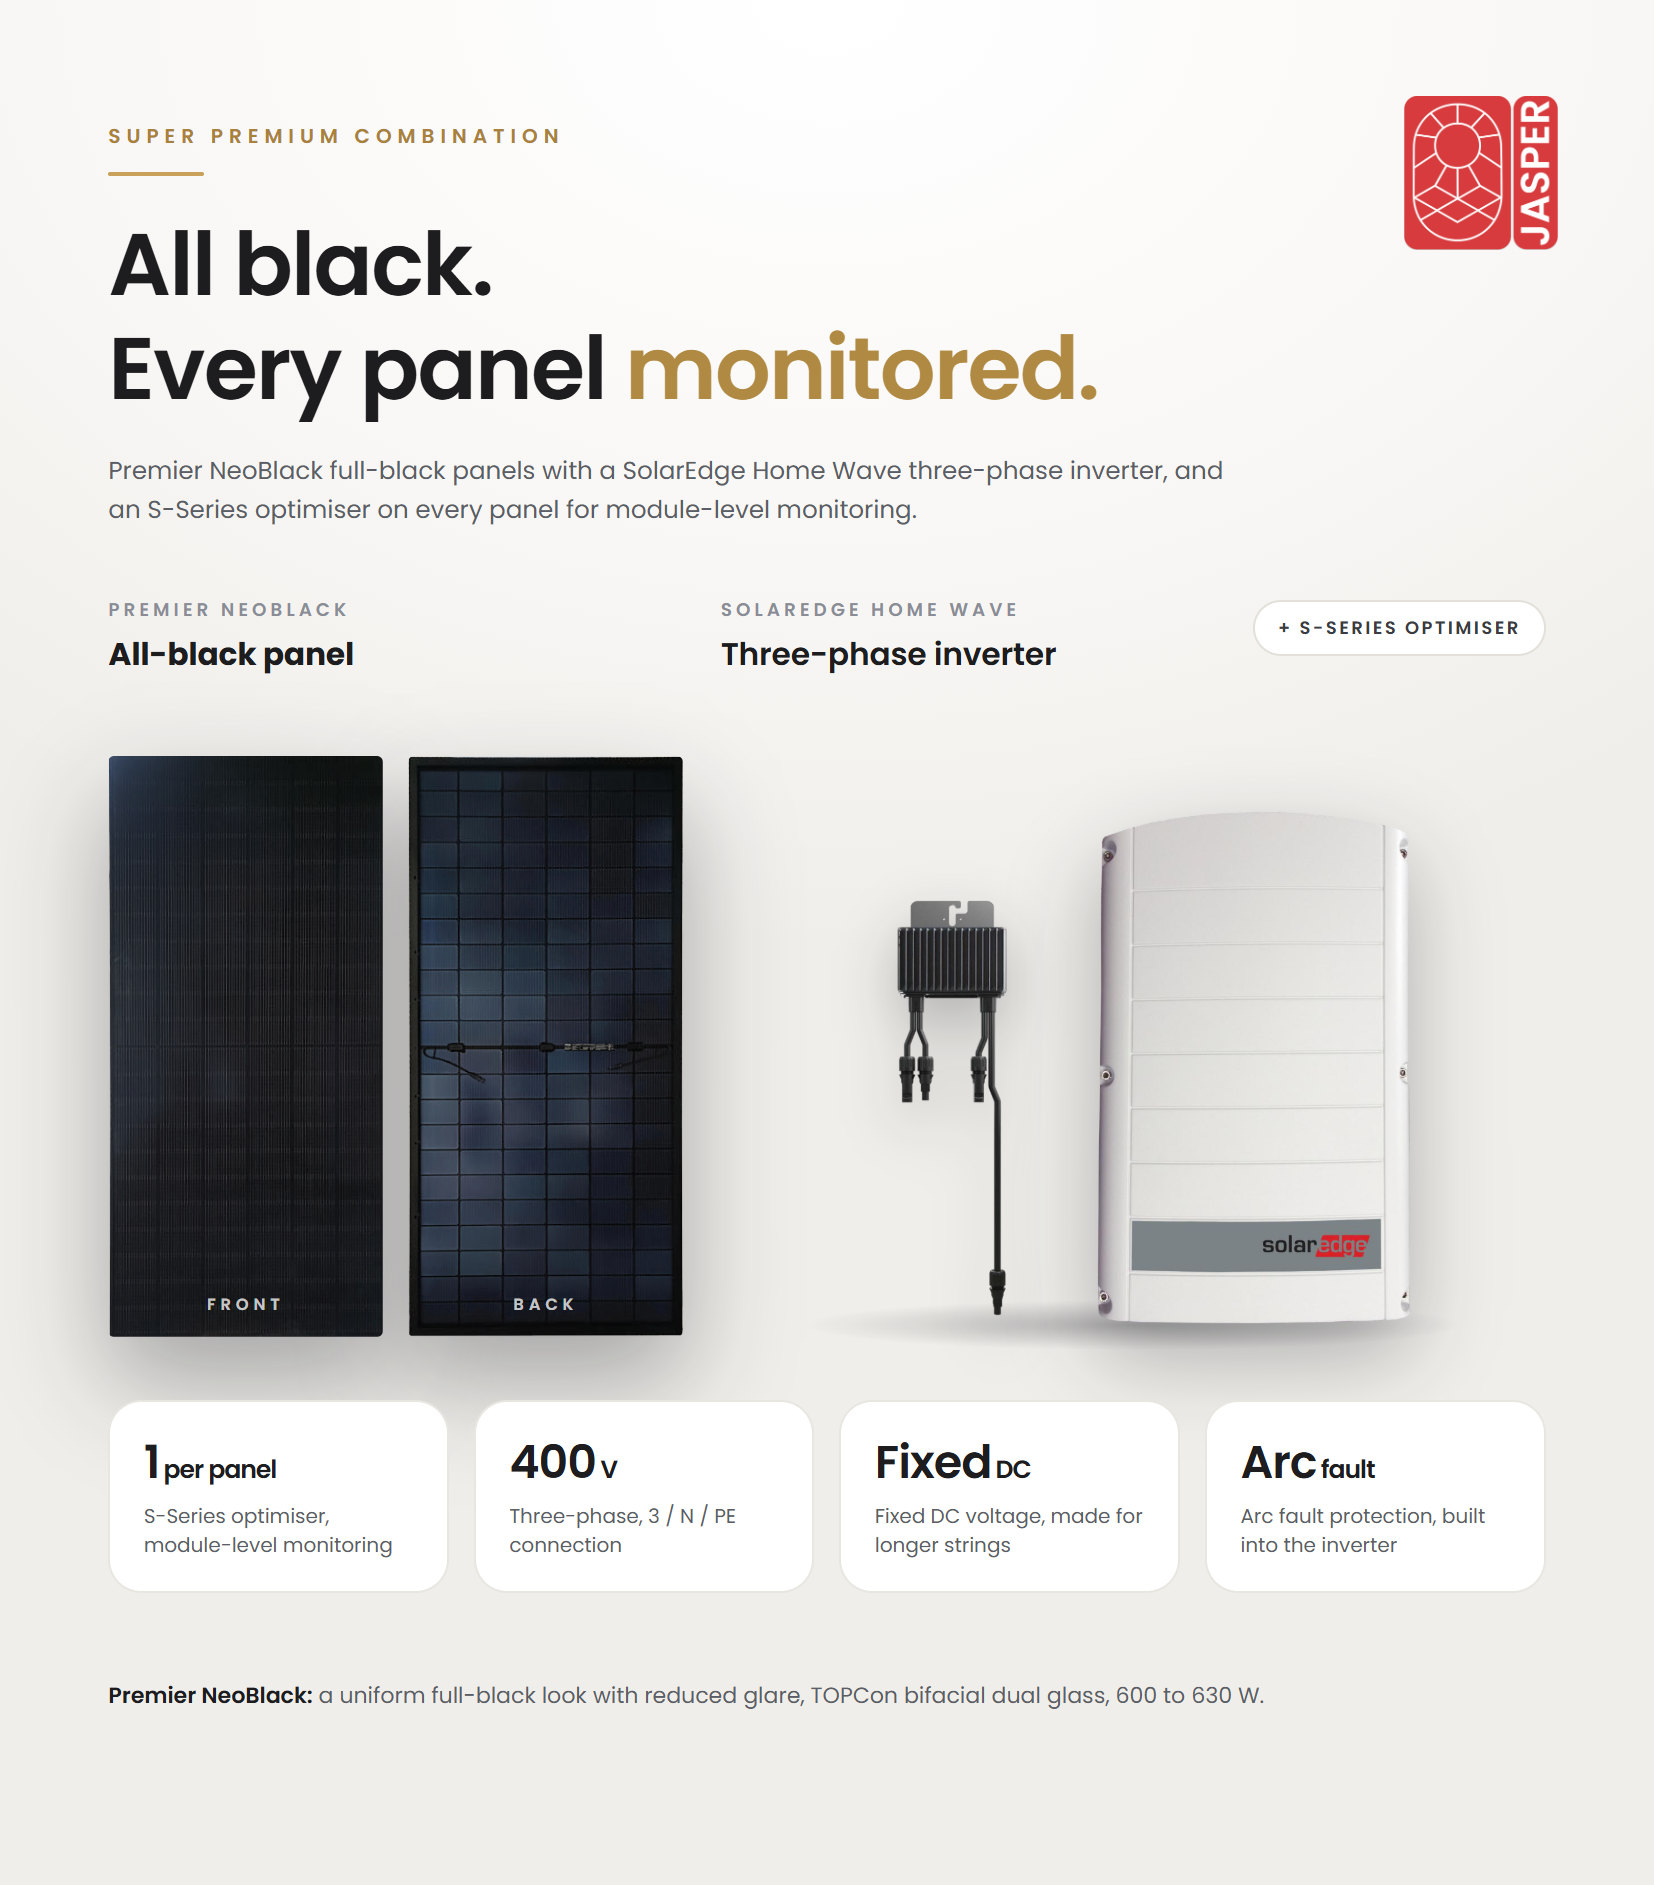 SUPER PREMIUM COMBINATION
JASPER
All black.
Every panel monitored.
Premier NeoBlack full-black panels with a SolarEdge Home Wave three-phase inverter, and
an S-Series optimiser on every panel for module-level monitoring.
PREMIER NEOBLACK
All-black panel
SOLAREDGE HOME WAVE
Three-phase inverter
+ S-SERIES OPTIMISER
FRONT
BACK
solaredge
1 per panel
S-Series optimiser,
module-level monitoring
400 V
Three-phase, 3 / N / PE
connection
Fixed DC
Fixed DC voltage, made for
longer strings
Arc fault
Arc fault protection, built
into the inverter
Premier NeoBlack: a uniform full-black look with reduced glare, TOPCon bifacial dual glass, 600 to 630 W.